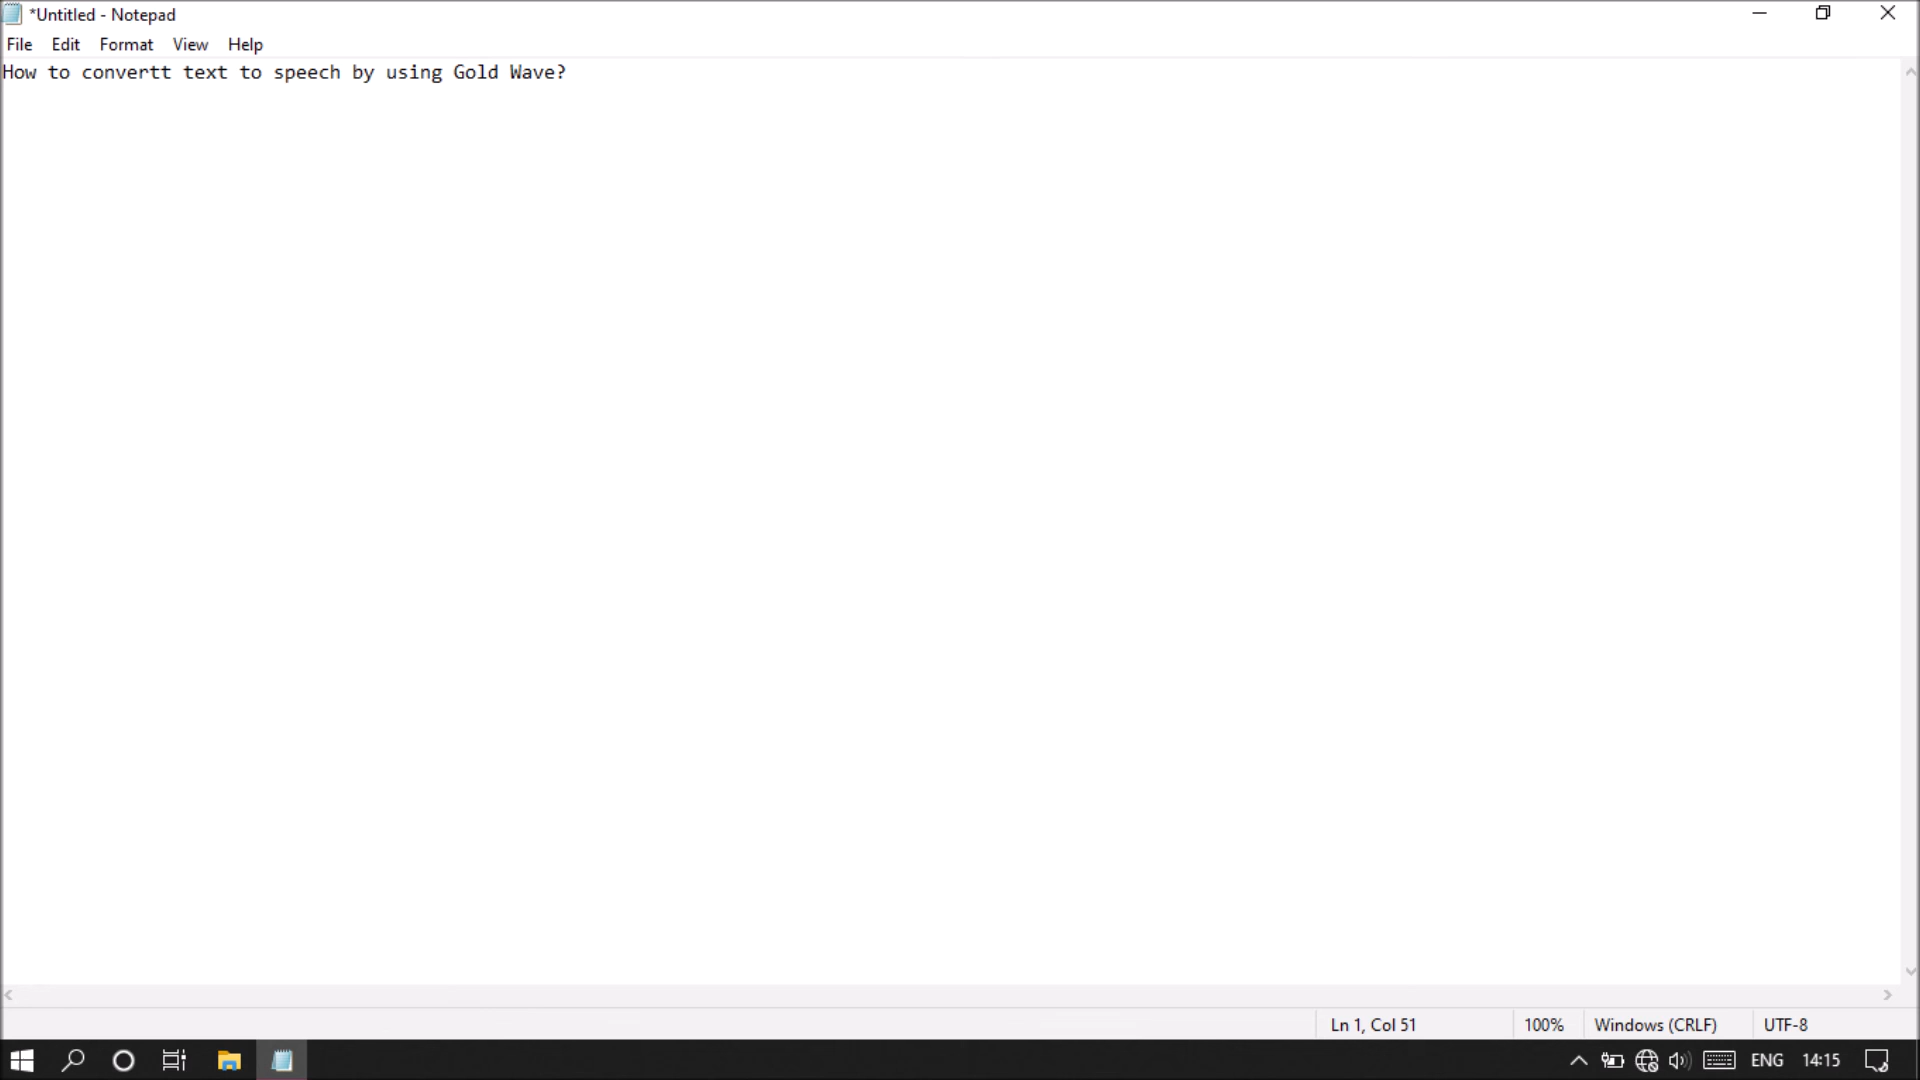 *Untitled - Notepad
File Edit Format View Help
How to convertt text to speech by using Gold Wave?
Ln 1, Col 51 100% Windows (CRLF) UTF-8
ENG 14:15